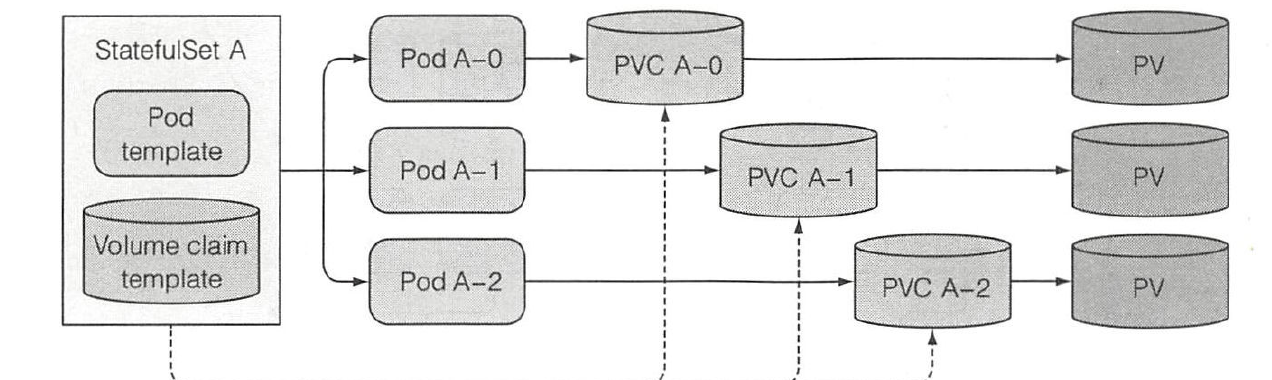 StatefulSet A
Pod
template
Volume claim
template
Pod A–0
PVC A–0
PV
Pod A–1
PVC A–1
PV
Pod A–2
PVC A–2
PV